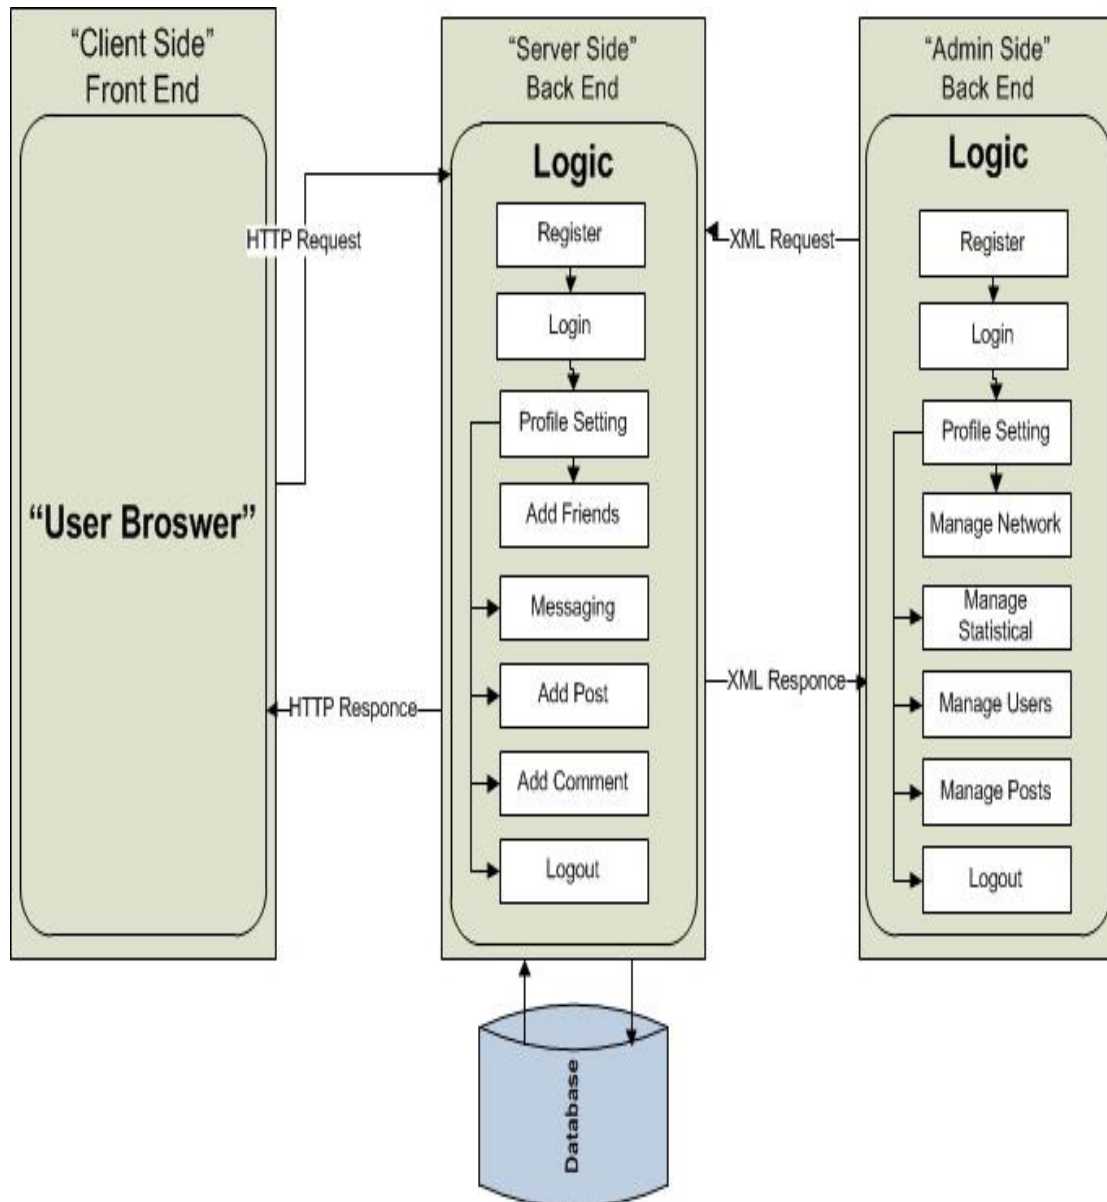 “Client Side”
Front End
“User Broswer”
HTTP Request
HTTP Responce
“Server Side”
Back End
Logic
Register
Login
Profile Setting
Add Friends
Messaging
Add Post
Add Comment
Logout
XML Request
XML Responce
“Admin Side”
Back End
Logic
Register
Login
Profile Setting
Manage Network
Manage
Statistical
Manage Users
Manage Posts
Logout
Database